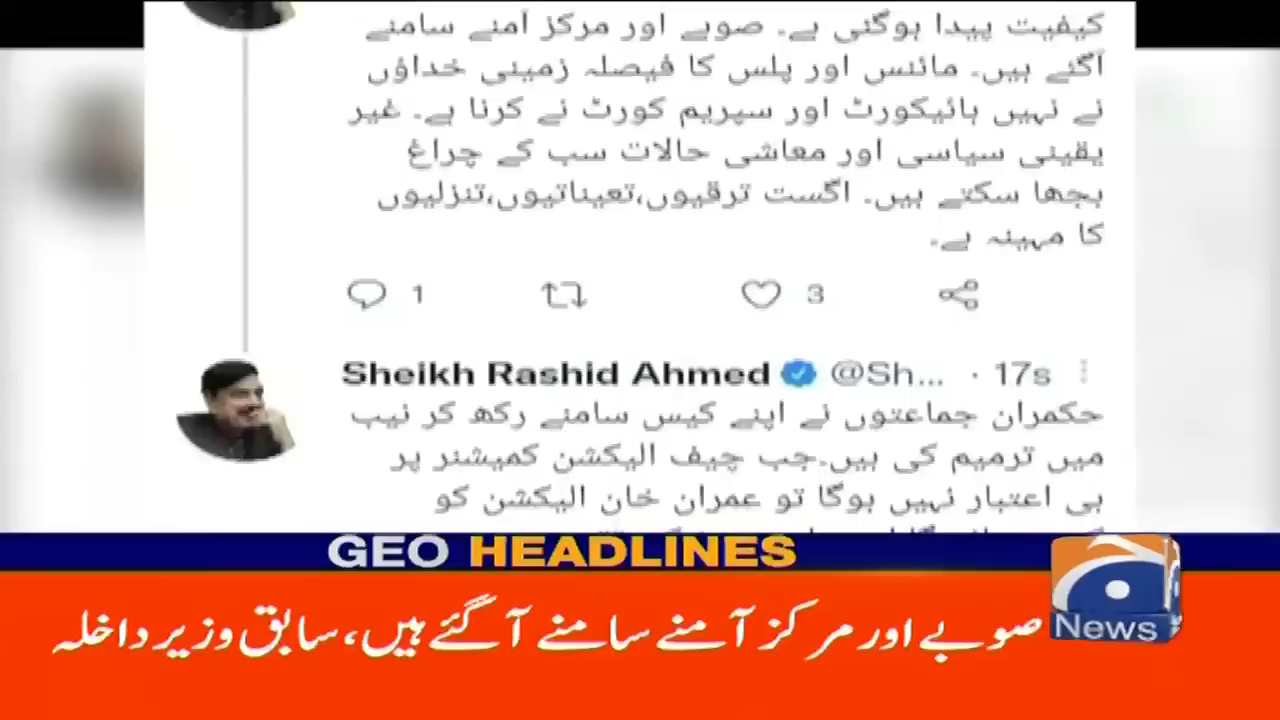 کیفیت پیدا ہوگئی ہے۔ صوبے اور مرکز آمنے سامنے
آگئے ہیں۔ مائنس اور پلس کا فیصلہ زمینی خداؤں
نے نہیں ہائیکورٹ اور سپریم کورٹ نے کرنا ہے۔ غیر
یقینی سیاسی اور معاشی حالات سب کے چراغ
بجھا سکتے ہیں۔ اگست ترقیوں،تعیناتیوں،تنزلیوں
کا مہینہ ہے۔
1 3
Sheikh Rashid Ahmed @Sh... · 17s
حکمران جماعتوں نے اپنے کیس سامنے رکھ کر نیب
میں ترمیم کی ہیں۔جب چیف الیکشن کمیشنر پر
ہی اعتبار نہیں ہوگا تو عمران خان الیکشن کو
GEO HEADLINES
News
صوبے اور مرکز آمنے سامنے آگئے ہیں، سابق وزیر داخلہ